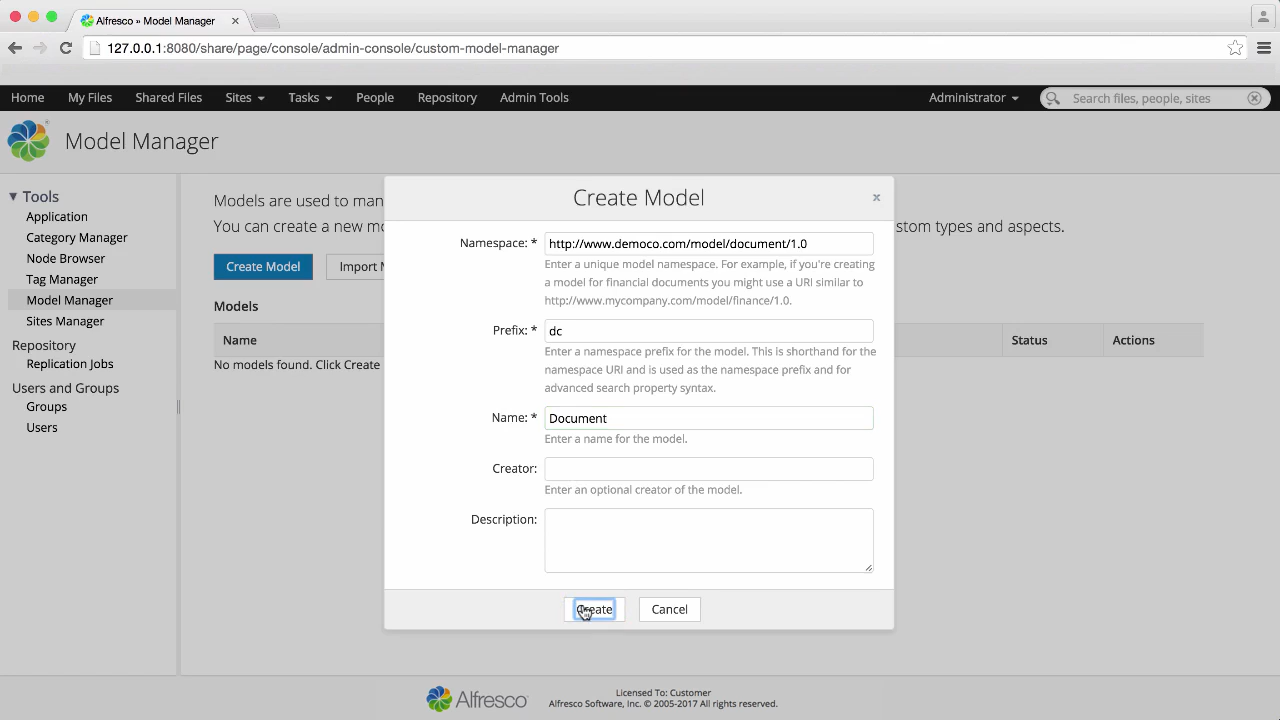 Alfresco » Model Manager
127.0.0.1:8080/share/page/console/admin-console/custom-model-manager
Home My Files Shared Files Sites Tasks People Repository Admin Tools Administrator Search files, people, sites
Model Manager
Tools
Application
Category Manager
Node Browser
Tag Manager
Model Manager
Sites Manager
Repository
Replication Jobs
Users and Groups
Groups
Users
Models are used to man
You can create a new mo stom types and aspects.
Create Model Import M
Models
Name Status Actions
No models found. Click Create
Create Model
Namespace: * http://www.democo.com/model/document/1.0
Enter a unique model namespace. For example, if you're creating
a model for financial documents you might use a URI similar to
http://www.mycompany.com/model/finance/1.0.
Prefix: * dc
Enter a namespace prefix for the model. This is shorthand for the
namespace URI and is used as the namespace prefix and for
advanced search property syntax.
Name: * Document
Enter a name for the model.
Creator:
Enter an optional creator of the model.
Description:
Create Cancel
Alfresco
Licensed To: Customer
Alfresco Software, Inc. © 2005-2017 All rights reserved.